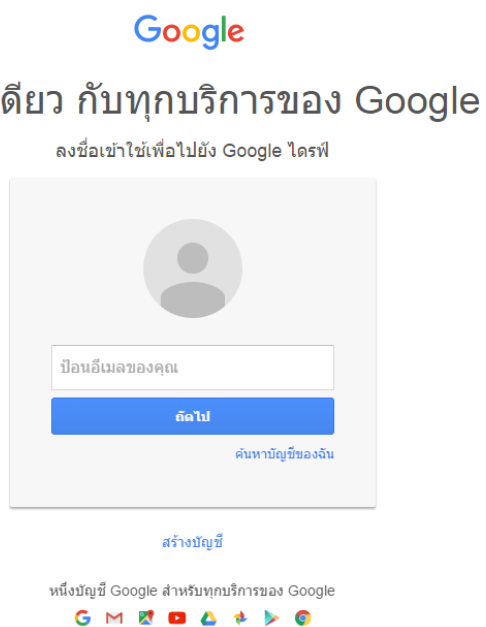 Google
ดียว กับทุกบริการของ Google
ลงชื่อเข้าใช้เพื่อไปยัง Google ไดรฟ์
ป้อนอีเมลของคุณ
ถัดไป
ค้นหาบัญชีของฉัน
สร้างบัญชี
หนึ่งบัญชี Google สำหรับทุกบริการของ Google